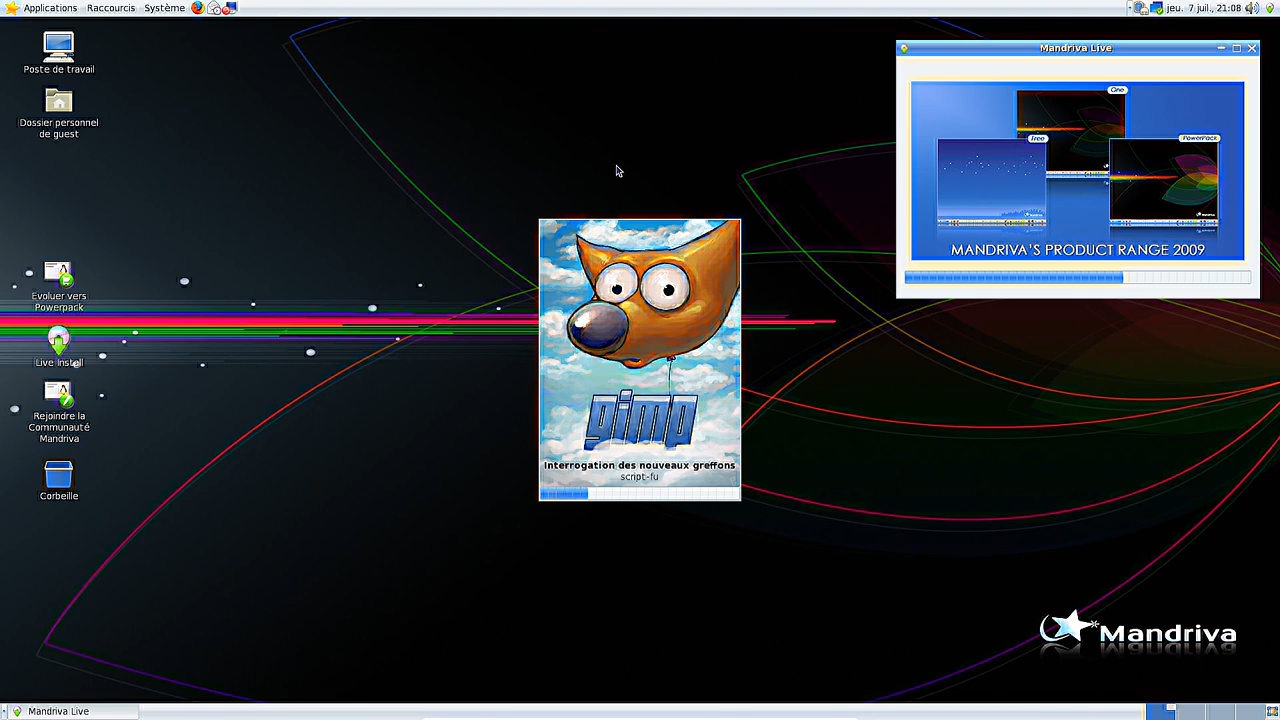 Applications Raccourcis Système
jeu. 7 juil., 21:08
Poste de travail
Dossier personnel
de guest
Evoluer vers
Powerpack
Live Install
Rejoindre la
Communauté
Mandriva
Corbeille
gimp
Interrogation des nouveaux greffons
script-fu
Mandriva Live
One
Free
PowerPack
MANDRIVA'S PRODUCT RANGE 2009
Mandriva
Mandriva Live